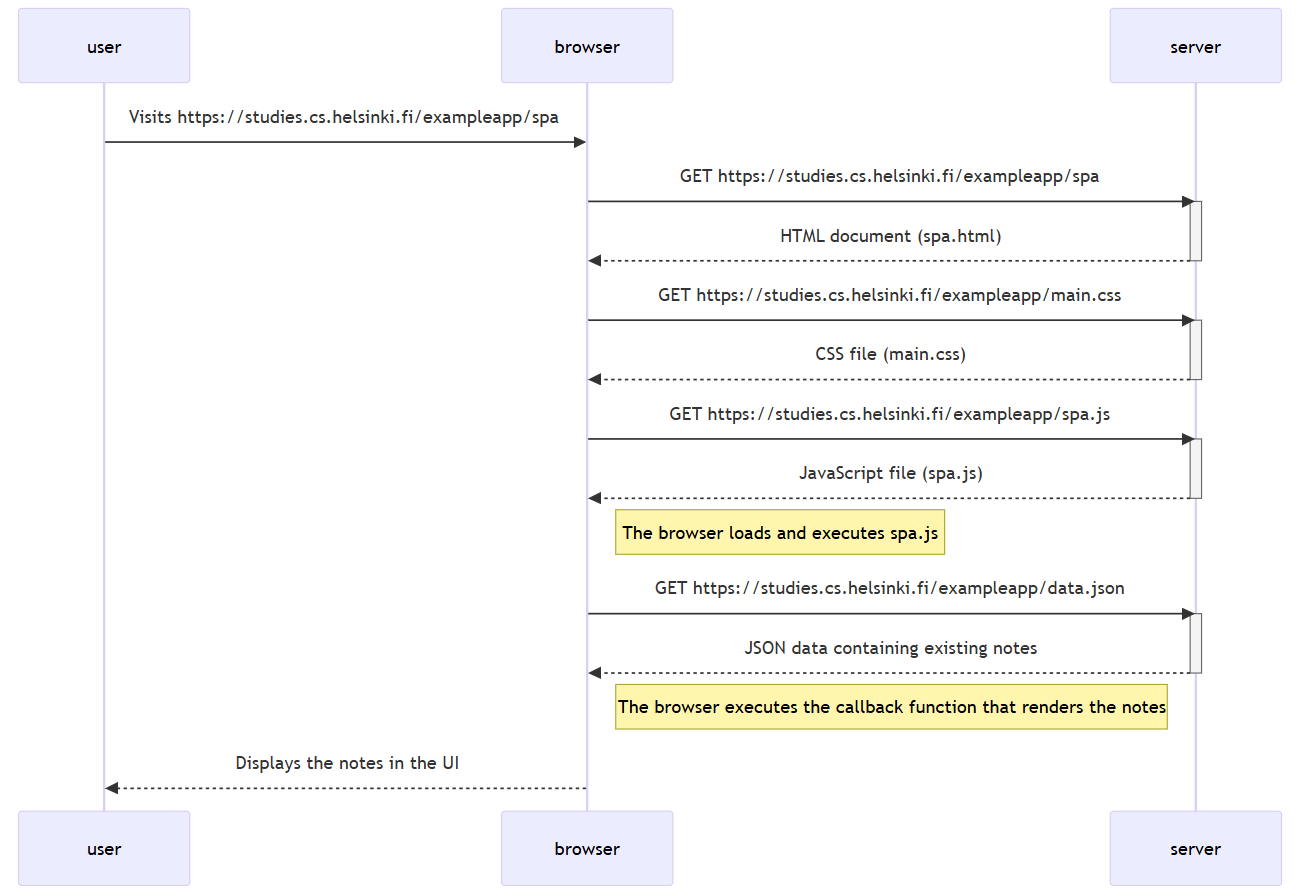 user
browser
server
Visits https://studies.cs.helsinki.fi/exampleapp/spa
GET https://studies.cs.helsinki.fi/exampleapp/spa
HTML document (spa.html)
GET https://studies.cs.helsinki.fi/exampleapp/main.css
CSS file (main.css)
GET https://studies.cs.helsinki.fi/exampleapp/spa.js
JavaScript file (spa.js)
The browser loads and executes spa.js
GET https://studies.cs.helsinki.fi/exampleapp/data.json
JSON data containing existing notes
The browser executes the callback function that renders the notes
Displays the notes in the UI
user
browser
server